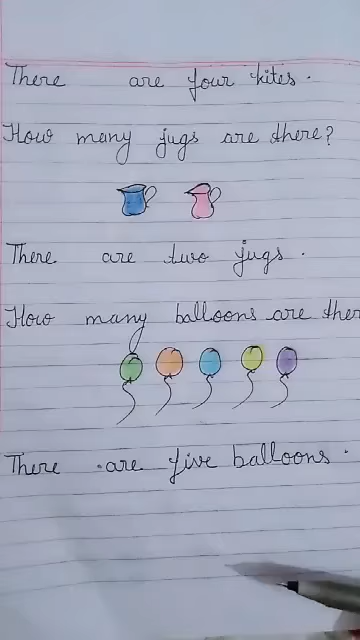 There are four kites.
How many jugs are there?
There are two jugs.
How many balloons are ther
There are five balloons.